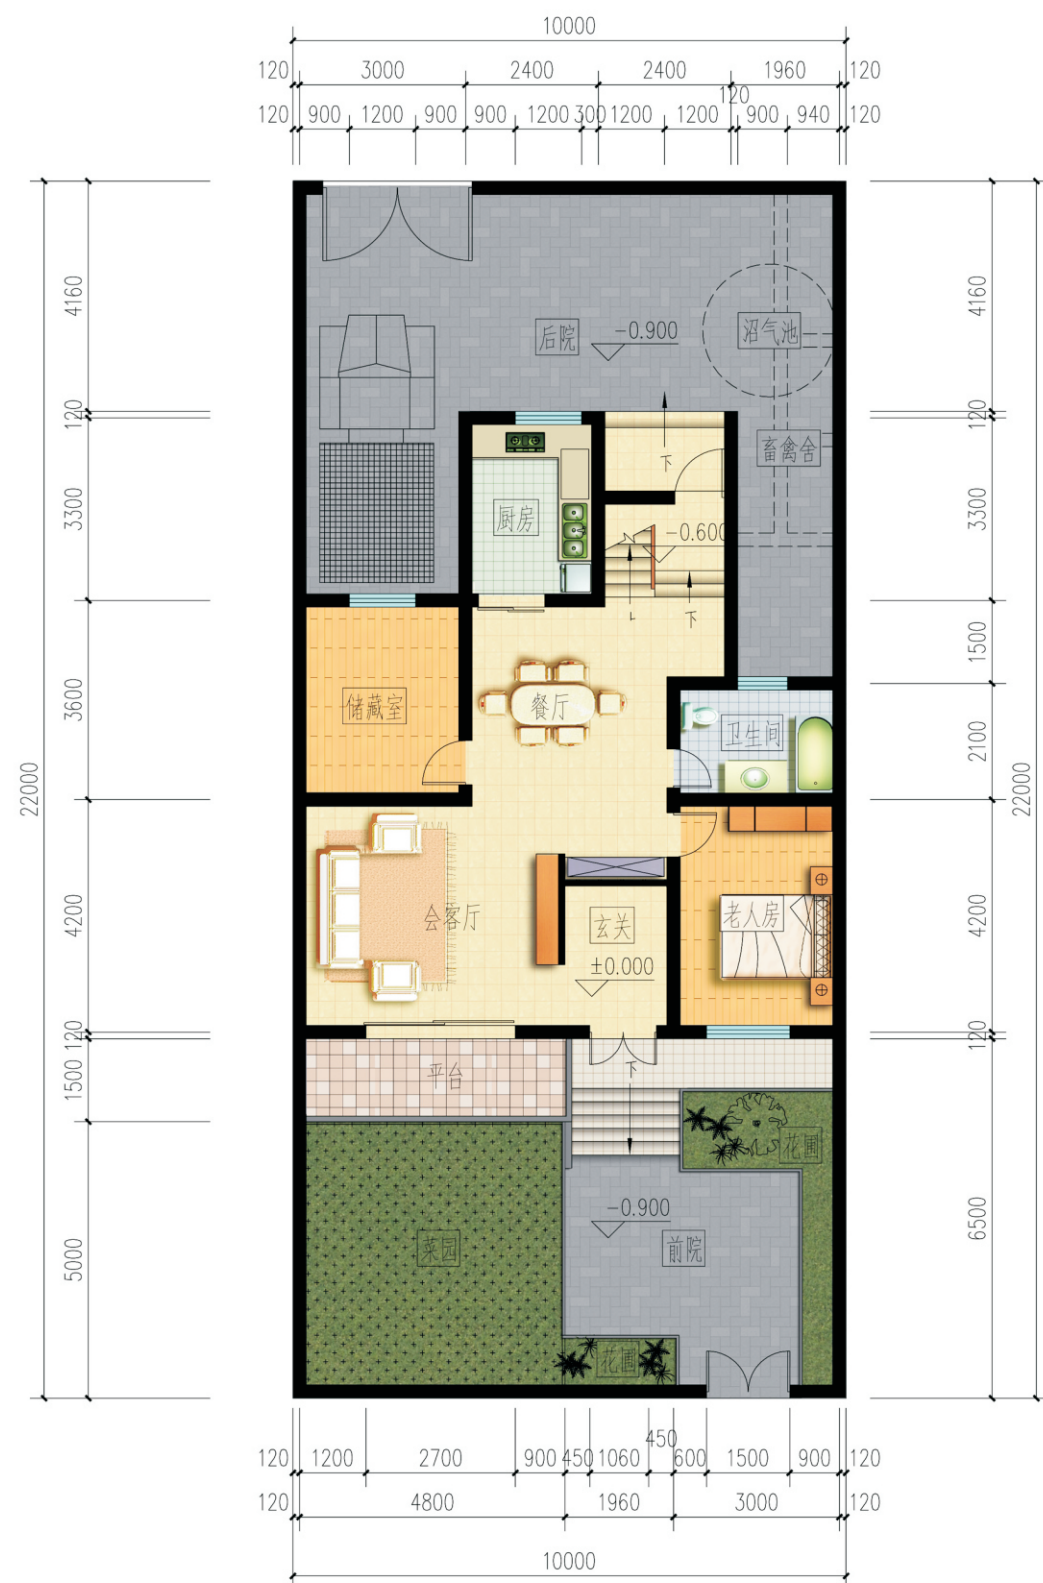 10000
120 3000 2400 2400 1960 120
120
120 900 1200 900 900 1200 300 1200 1200 900 940 120
4160
4160
后院
-0.900
沼气池
120
120
下
畜禽舍
3300
3300
厨房
-0.600
下
1500
3600
储藏室
餐厅
卫生间
2100
22000
22000
4200
会客厅
玄关
±0.000
老人房
4200
120
120
1500
平台
下
花圃
5000
菜园
-0.900
前院
6500
花圃
450
120 1200 2700 900 450 1060 600 1500 900 120
120 4800 1960 3000 120
10000